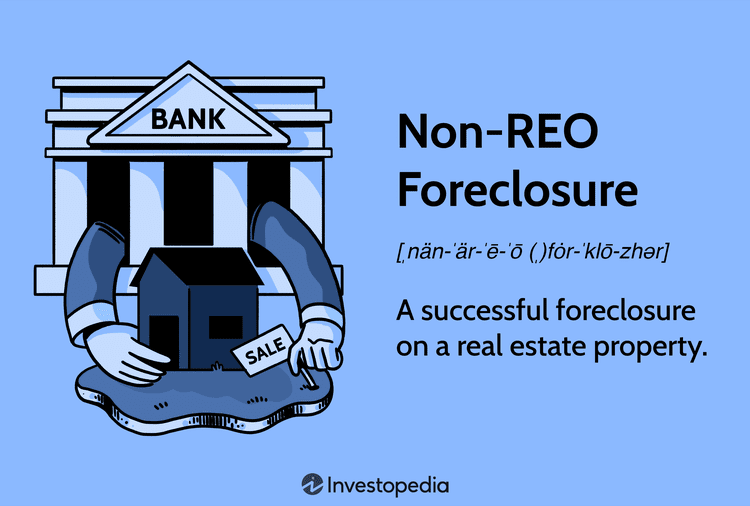 BANK
SALE
Non-REO
Foreclosure
[ˌnän-ˈär-ˈē-ˈō (ˌ)fȯr-ˈklō-zhər]
A successful foreclosure
on a real estate property.
Investopedia